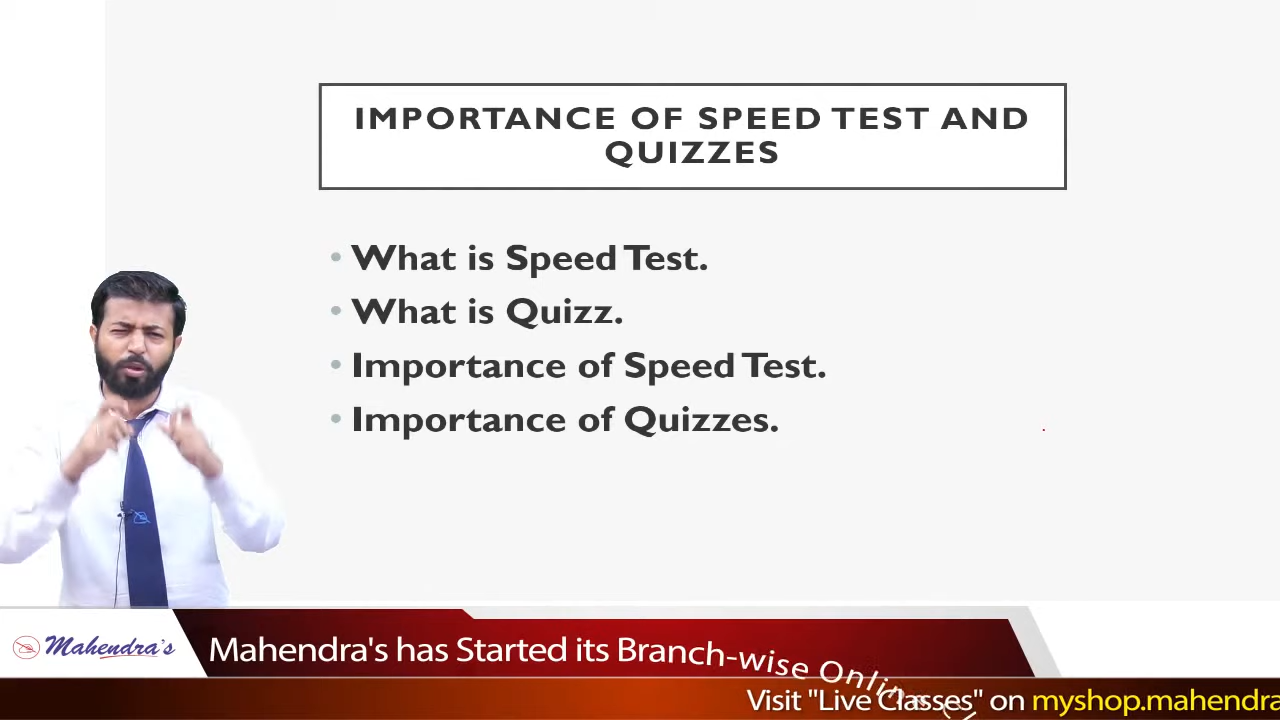 IMPORTANCE OF SPEED TEST AND
QUIZZES
• What is Speed Test.
• What is Quizz.
• Importance of Speed Test.
• Importance of Quizzes.
Mahendra's
Mahendra's has Started its Branch-wise Online
Visit "Live Classes" on myshop.mahendra